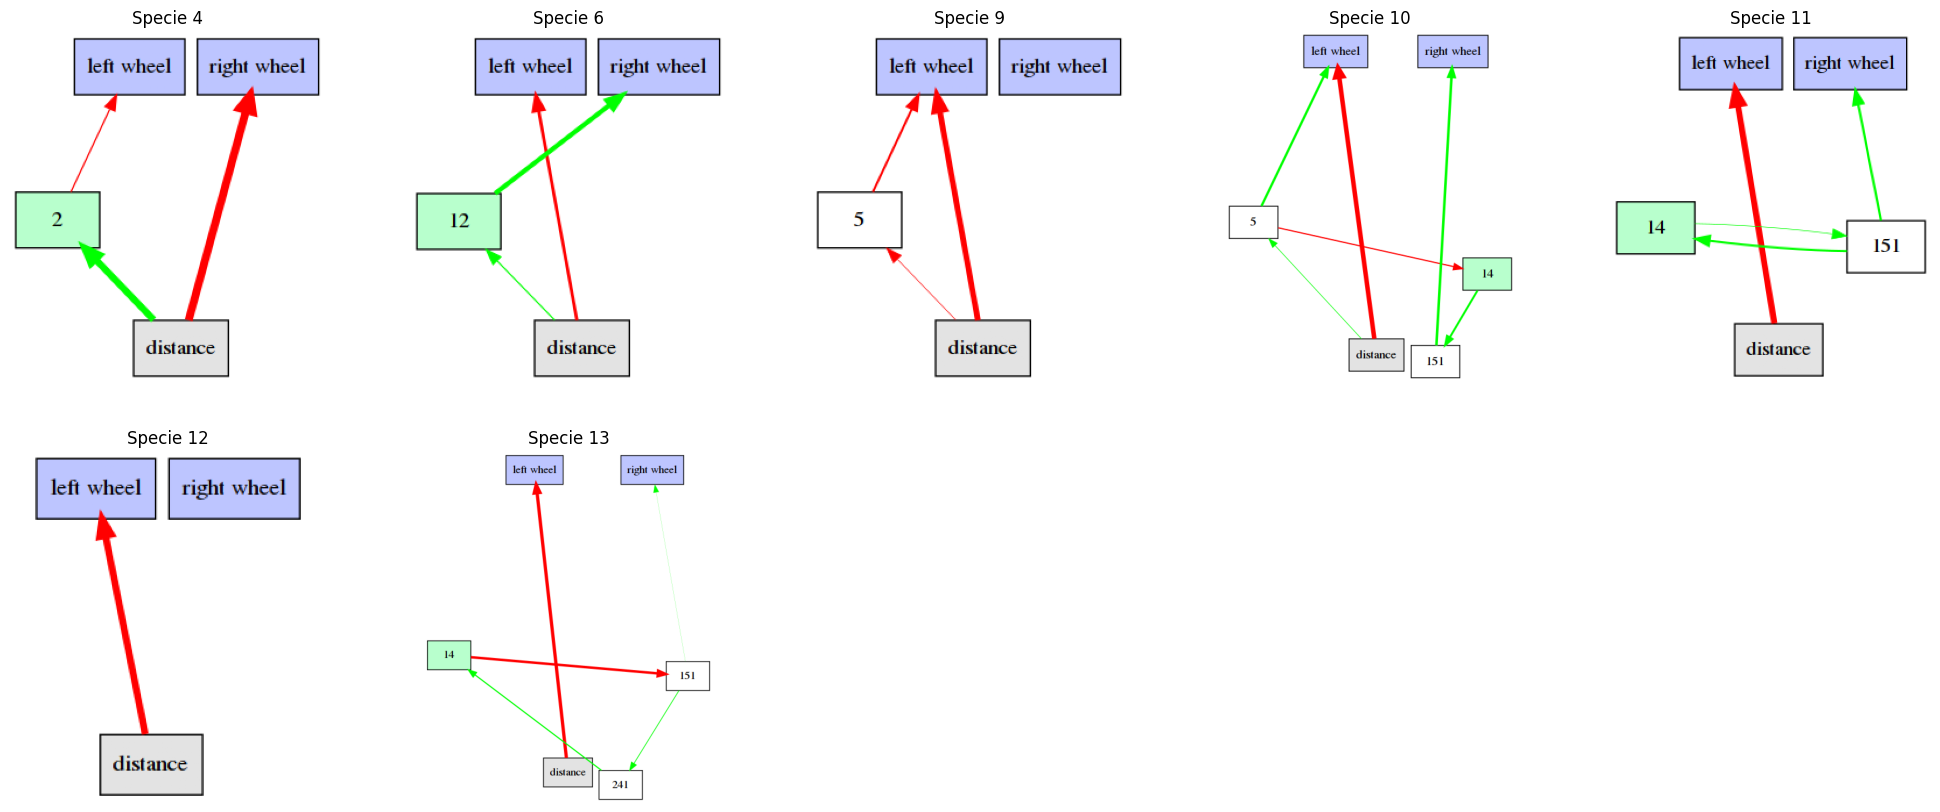 Specie 4
left wheel
right wheel
2
distance
Specie 6
left wheel
right wheel
12
distance
Specie 9
left wheel
right wheel
5
distance
Specie 10
left wheel
right wheel
5
14
distance
151
Specie 11
left wheel
right wheel
14
151
distance
Specie 12
left wheel
right wheel
distance
Specie 13
left wheel
right wheel
14
151
distance
241